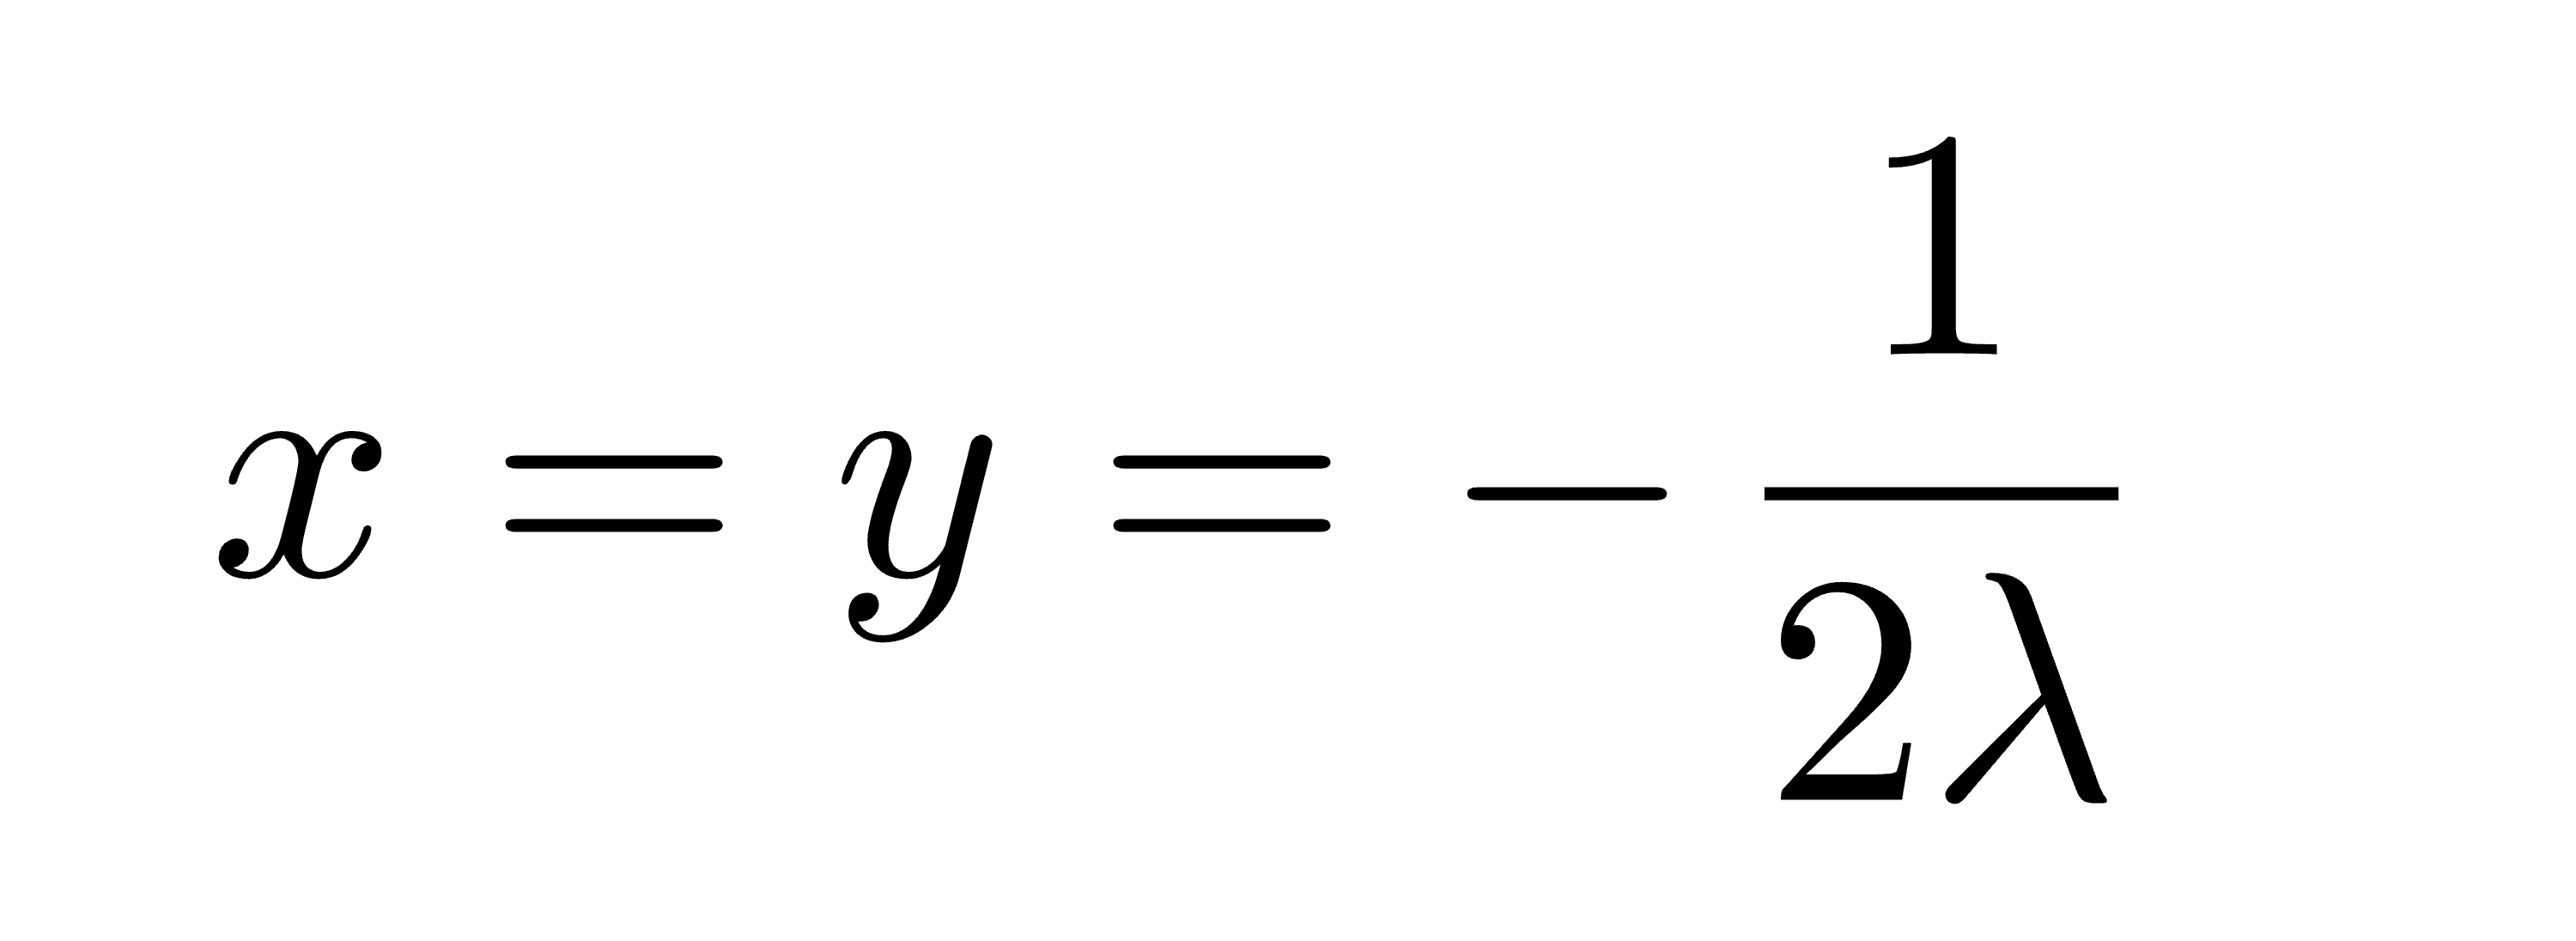 x = y = -\frac{1}{2\lambda}